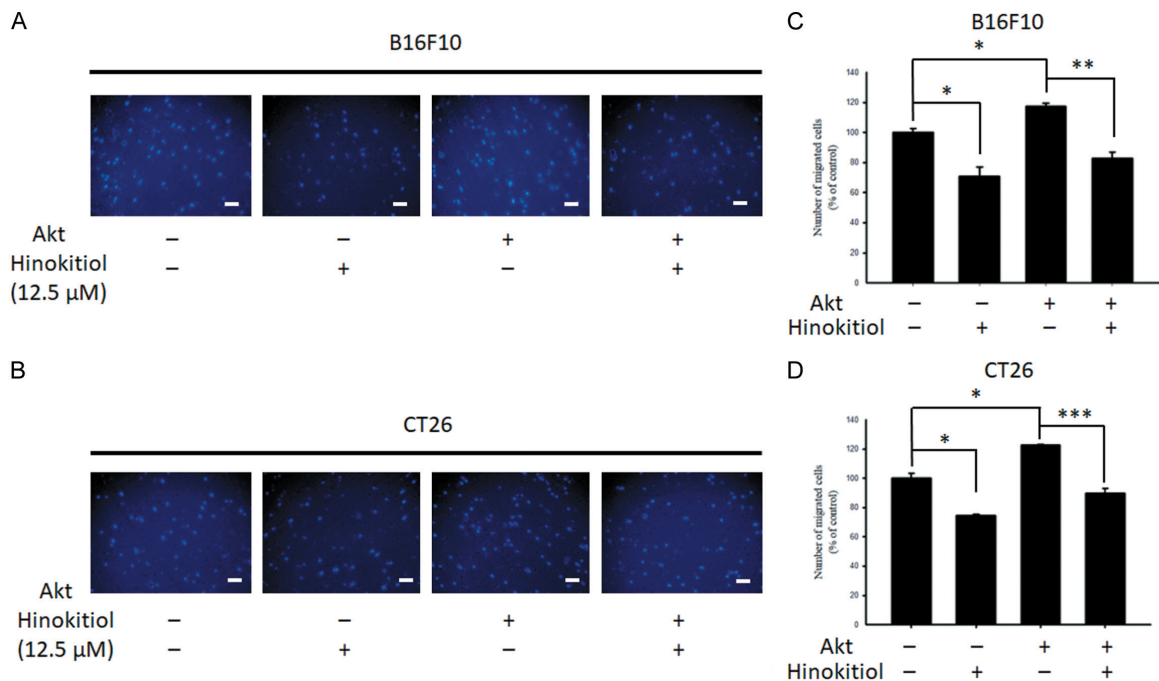 A
B16F10
Akt – – + +
Hinokitiol – + – +
(12.5 µM)
B
CT26
Akt
Hinokitiol – – + +
(12.5 µM) – + – +
C
B16F10
*
*
**
Number of migrated cells
(% of control)
140
120
100
80
60
40
20
0
Akt – – + +
Hinokitiol – + – +
D
CT26
*
*
***
Number of migrated cells
(% of control)
140
120
100
80
60
40
20
0
Akt – – + +
Hinokitiol – + – +